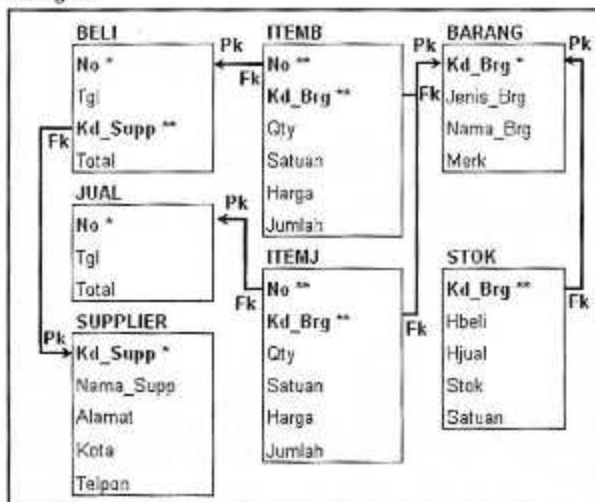 BELI
No *
Tgl
Kd_Supp **
Total
Pk
Fk
Fk
ITEMB
No **
Kd_Brg **
Qty
Satuan
Harga
Jumlah
Pk
Fk
BARANG
Kd_Brg *
Jenis_Brg
Nama_Brg
Merk
Pk
JUAL
No *
Tgl
Total
Pk
Fk
ITEMJ
No **
Kd_Brg **
Qty
Satuan
Harga
Jumlah
Fk
STOK
Kd_Brg **
Hbeli
Hjual
Stok
Satuan
Fk
SUPPLIER
Pk
Kd_Supp *
Nama_Supp
Alamat
Kota
Telpon